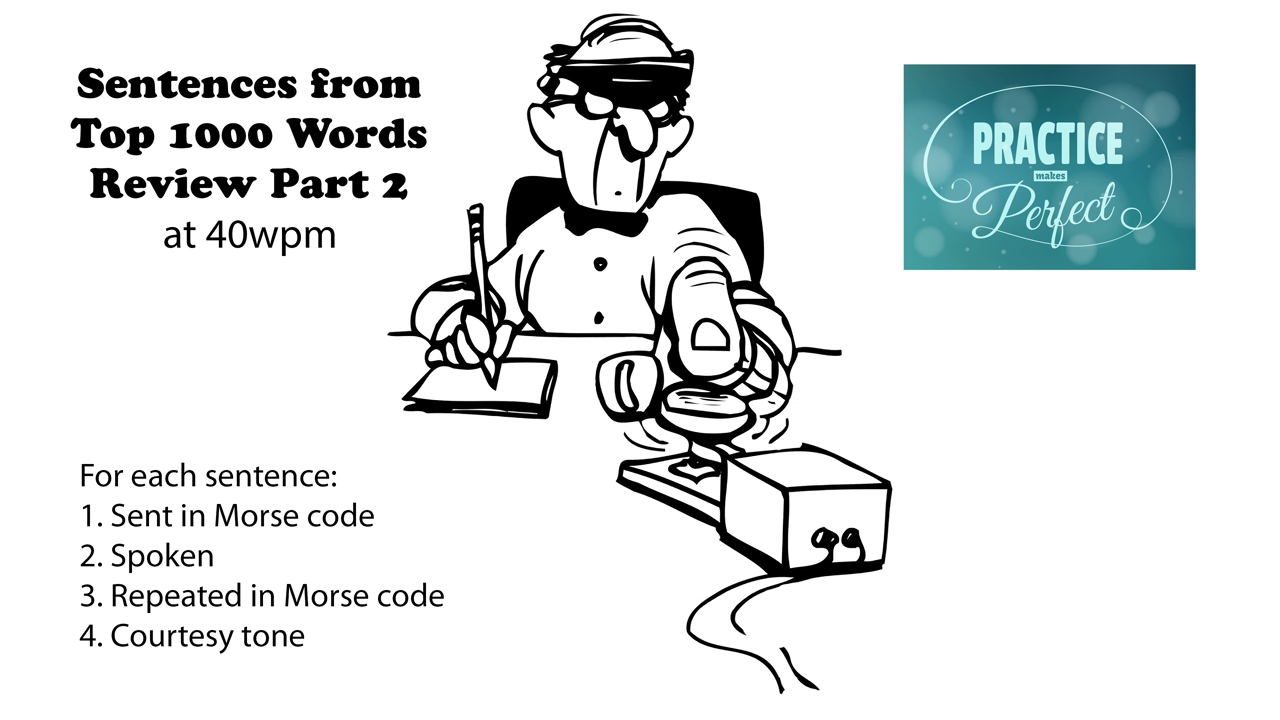 Sentences from
Top 1000 Words
Review Part 2
at 40wpm
PRACTICE
makes
Perfect
For each sentence:
1. Sent in Morse code
2. Spoken
3. Repeated in Morse code
4. Courtesy tone